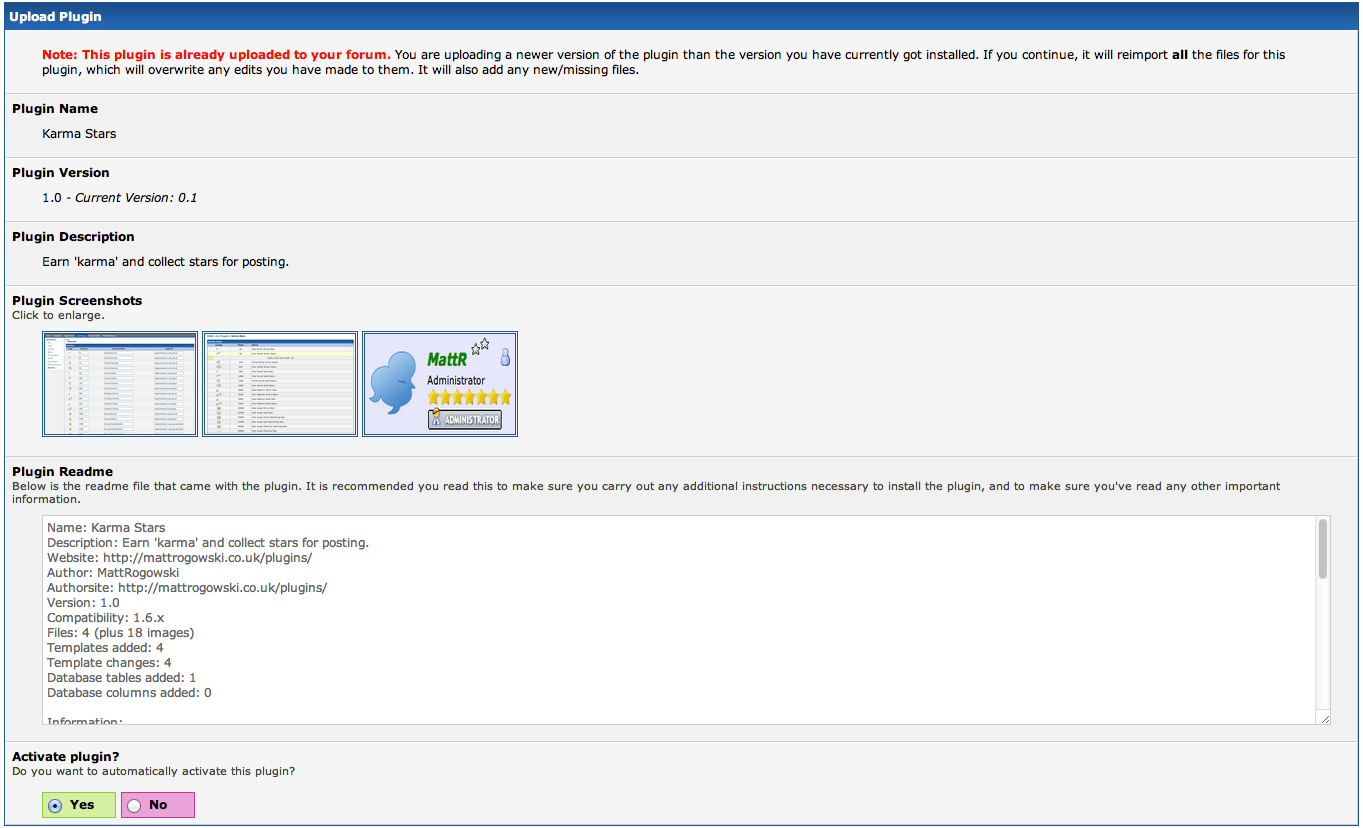 Upload Plugin
Note: This plugin is already uploaded to your forum. You are uploading a newer version of the plugin than the version you have currently got installed. If you continue, it will reimport all the files for this
plugin, which will overwrite any edits you have made to them. It will also add any new/missing files.
Plugin Name
Karma Stars
Plugin Version
1.0 - Current Version: 0.1
Plugin Description
Earn 'karma' and collect stars for posting.
Plugin Screenshots
Click to enlarge.
MattR
Administrator
ADMINISTRATOR
Plugin Readme
Below is the readme file that came with the plugin. It is recommended you read this to make sure you carry out any additional instructions necessary to install the plugin, and to make sure you've read any other important
information.
Name: Karma Stars
Description: Earn 'karma' and collect stars for posting.
Website: http://mattrogowski.co.uk/plugins/
Author: MattRogowski
Authorsite: http://mattrogowski.co.uk/plugins/
Version: 1.0
Compatibility: 1.6.x
Files: 4 (plus 18 images)
Templates added: 4
Template changes: 4
Database tables added: 1
Database columns added: 0
Information:
Activate plugin?
Do you want to automatically activate this plugin?
Yes
No